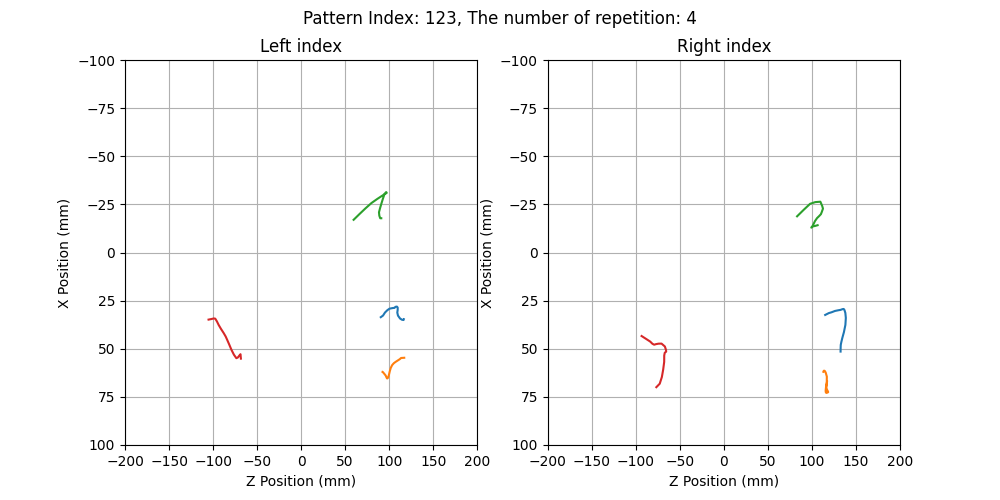 Pattern Index: 123, The number of repetition: 4
Left index
Right index
−100
−75
−50
−25
0
25
50
75
100
−200 −150 −100 −50 0 50 100 150 200
X Position (mm)
Z Position (mm)
−100
−75
−50
−25
0
25
50
75
100
−200 −150 −100 −50 0 50 100 150 200
X Position (mm)
Z Position (mm)